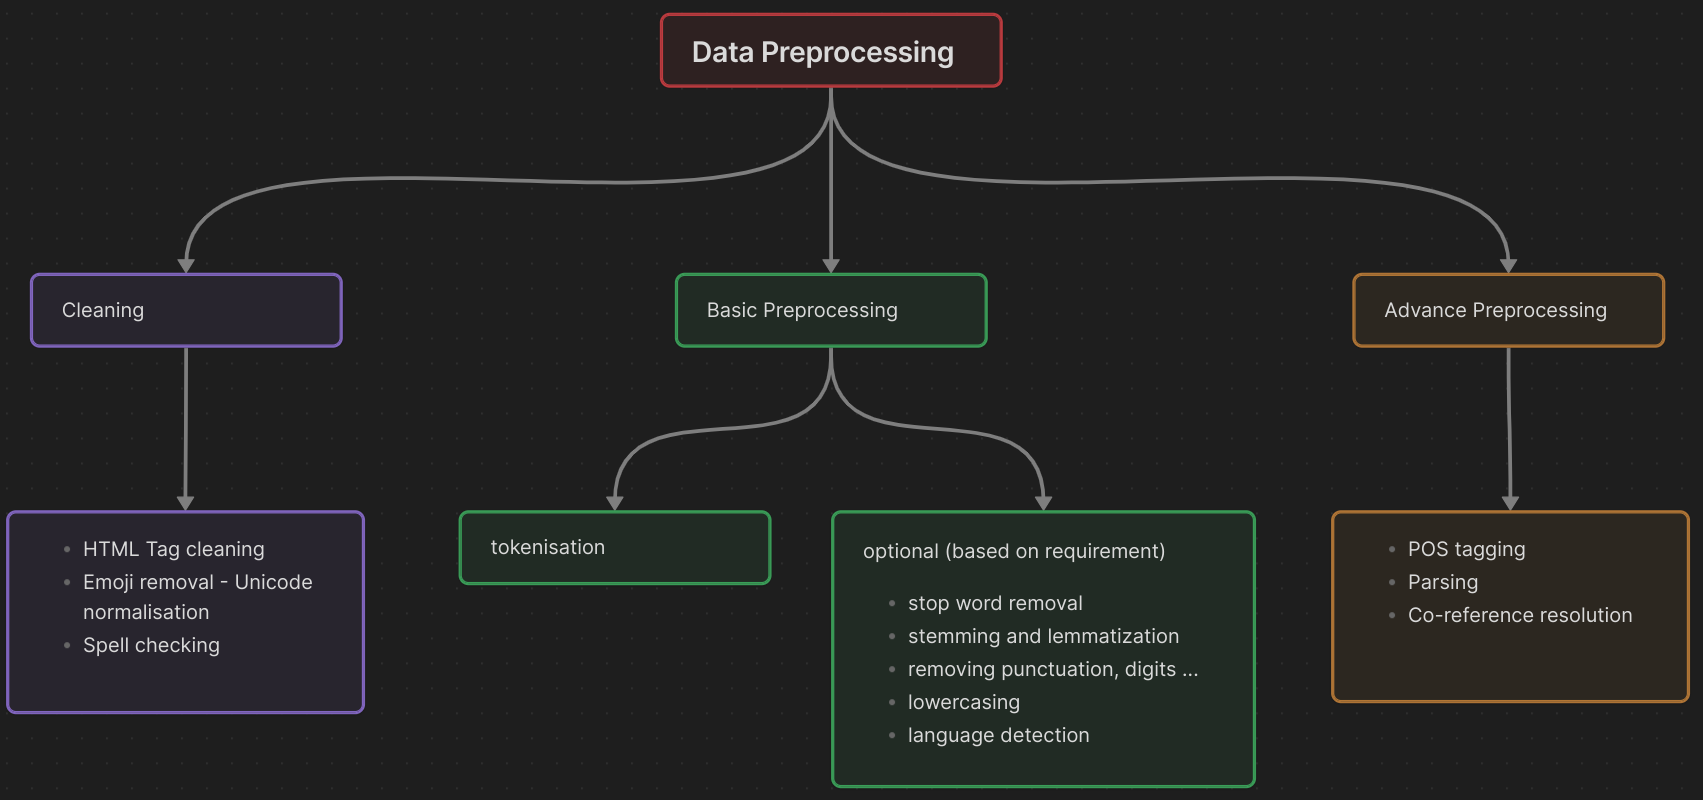 Data Preprocessing
Cleaning
Basic Preprocessing
Advance Preprocessing
HTML Tag cleaning
Emoji removal - Unicode
normalisation
Spell checking
tokenisation
optional (based on requirement)
stop word removal
stemming and lemmatization
removing punctuation, digits ...
lowercasing
language detection
POS tagging
Parsing
Co-reference resolution